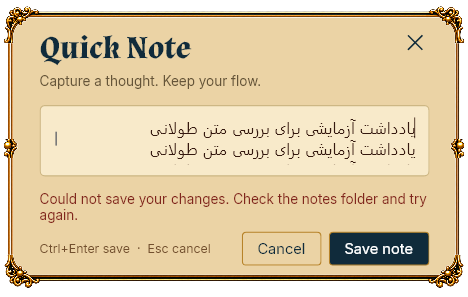 Quick Note
Capture a thought. Keep your flow.
یادداشت آزمایشی برای بررسی متن طولانی
یادداشت آزمایشی برای بررسی متن طولانی
Could not save your changes. Check the notes folder and try
again.
Ctrl+Enter save · Esc cancel
Cancel
Save note